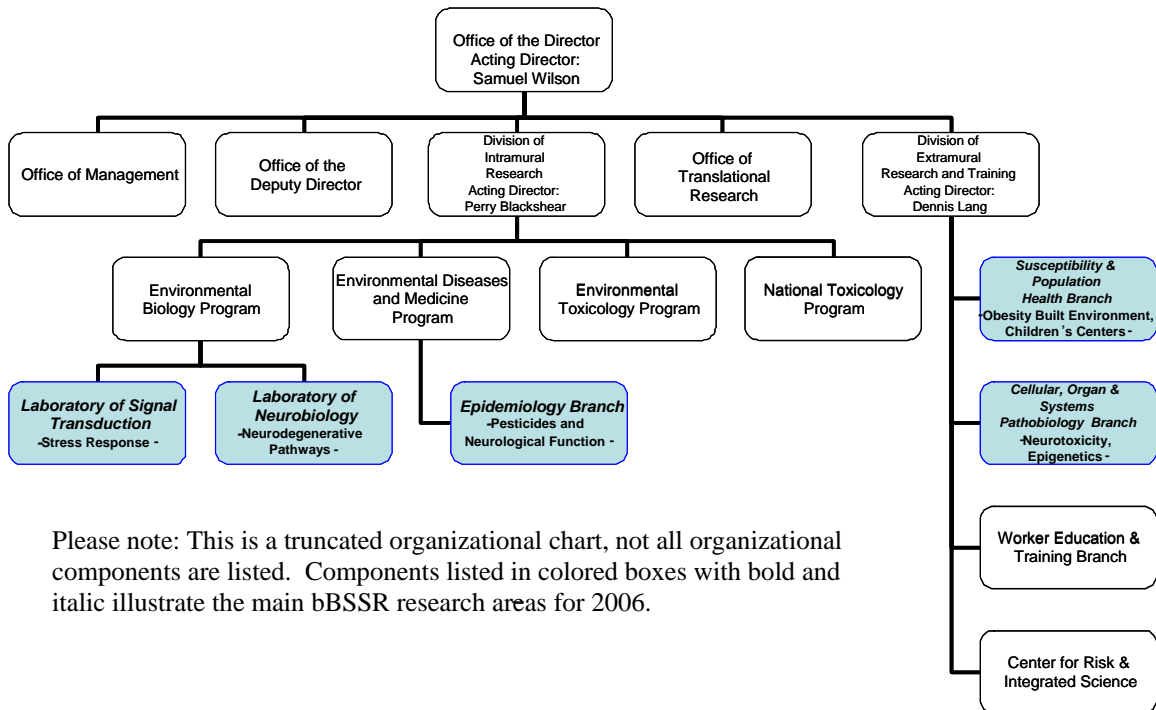 Office of the Director
Acting Director:
Samuel Wilson
Office of Management
Office of the
Deputy Director
Division of
Intramural
Research
Acting Director:
Perry Blackshear
Office of
Translational
Research
Division of
Extramural
Research and Training
Acting Director:
Dennis Lang
Environmental
Biology Program
Environmental Diseases
and Medicine
Program
Environmental
Toxicology Program
National Toxicology
Program
Susceptibility &
Population
Health Branch
-Obesity Built Environment,
Children's Centers -
Laboratory of Signal
Transduction
-Stress Response -
Laboratory of
Neurobiology
-Neurodegenerative
Pathways -
Epidemiology Branch
-Pesticides and
Neurological Function -
Cellular, Organ &
Systems
Pathobiology Branch
-Neurotoxicity,
Epigenetics -
Worker Education &
Training Branch
Center for Risk &
Integrated Science
Please note: This is a truncated organizational chart, not all organizational
components are listed. Components listed in colored boxes with bold and
italic illustrate the main bBSSR research areas for 2006.